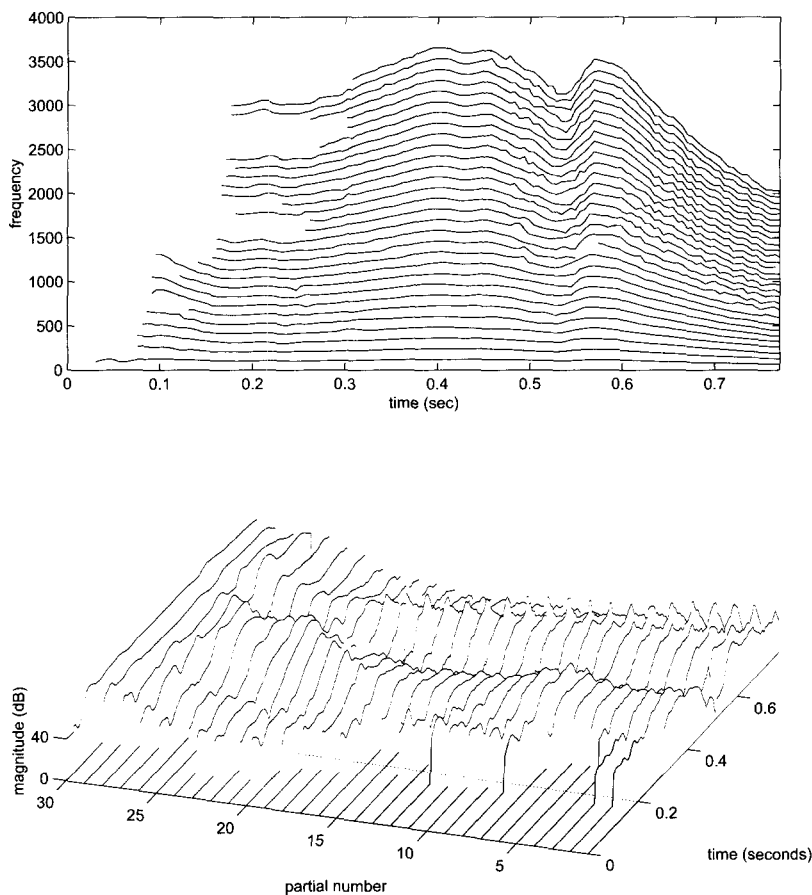 4000
3500
3000
2500
2000
1500
1000
500
0
frequency
0 0.1 0.2 0.3 0.4 0.5 0.6 0.7
time (sec)
magnitude (dB)
40
0
30 25 20 15 10 5 0
partial number
0.2 0.4 0.6
time (seconds)